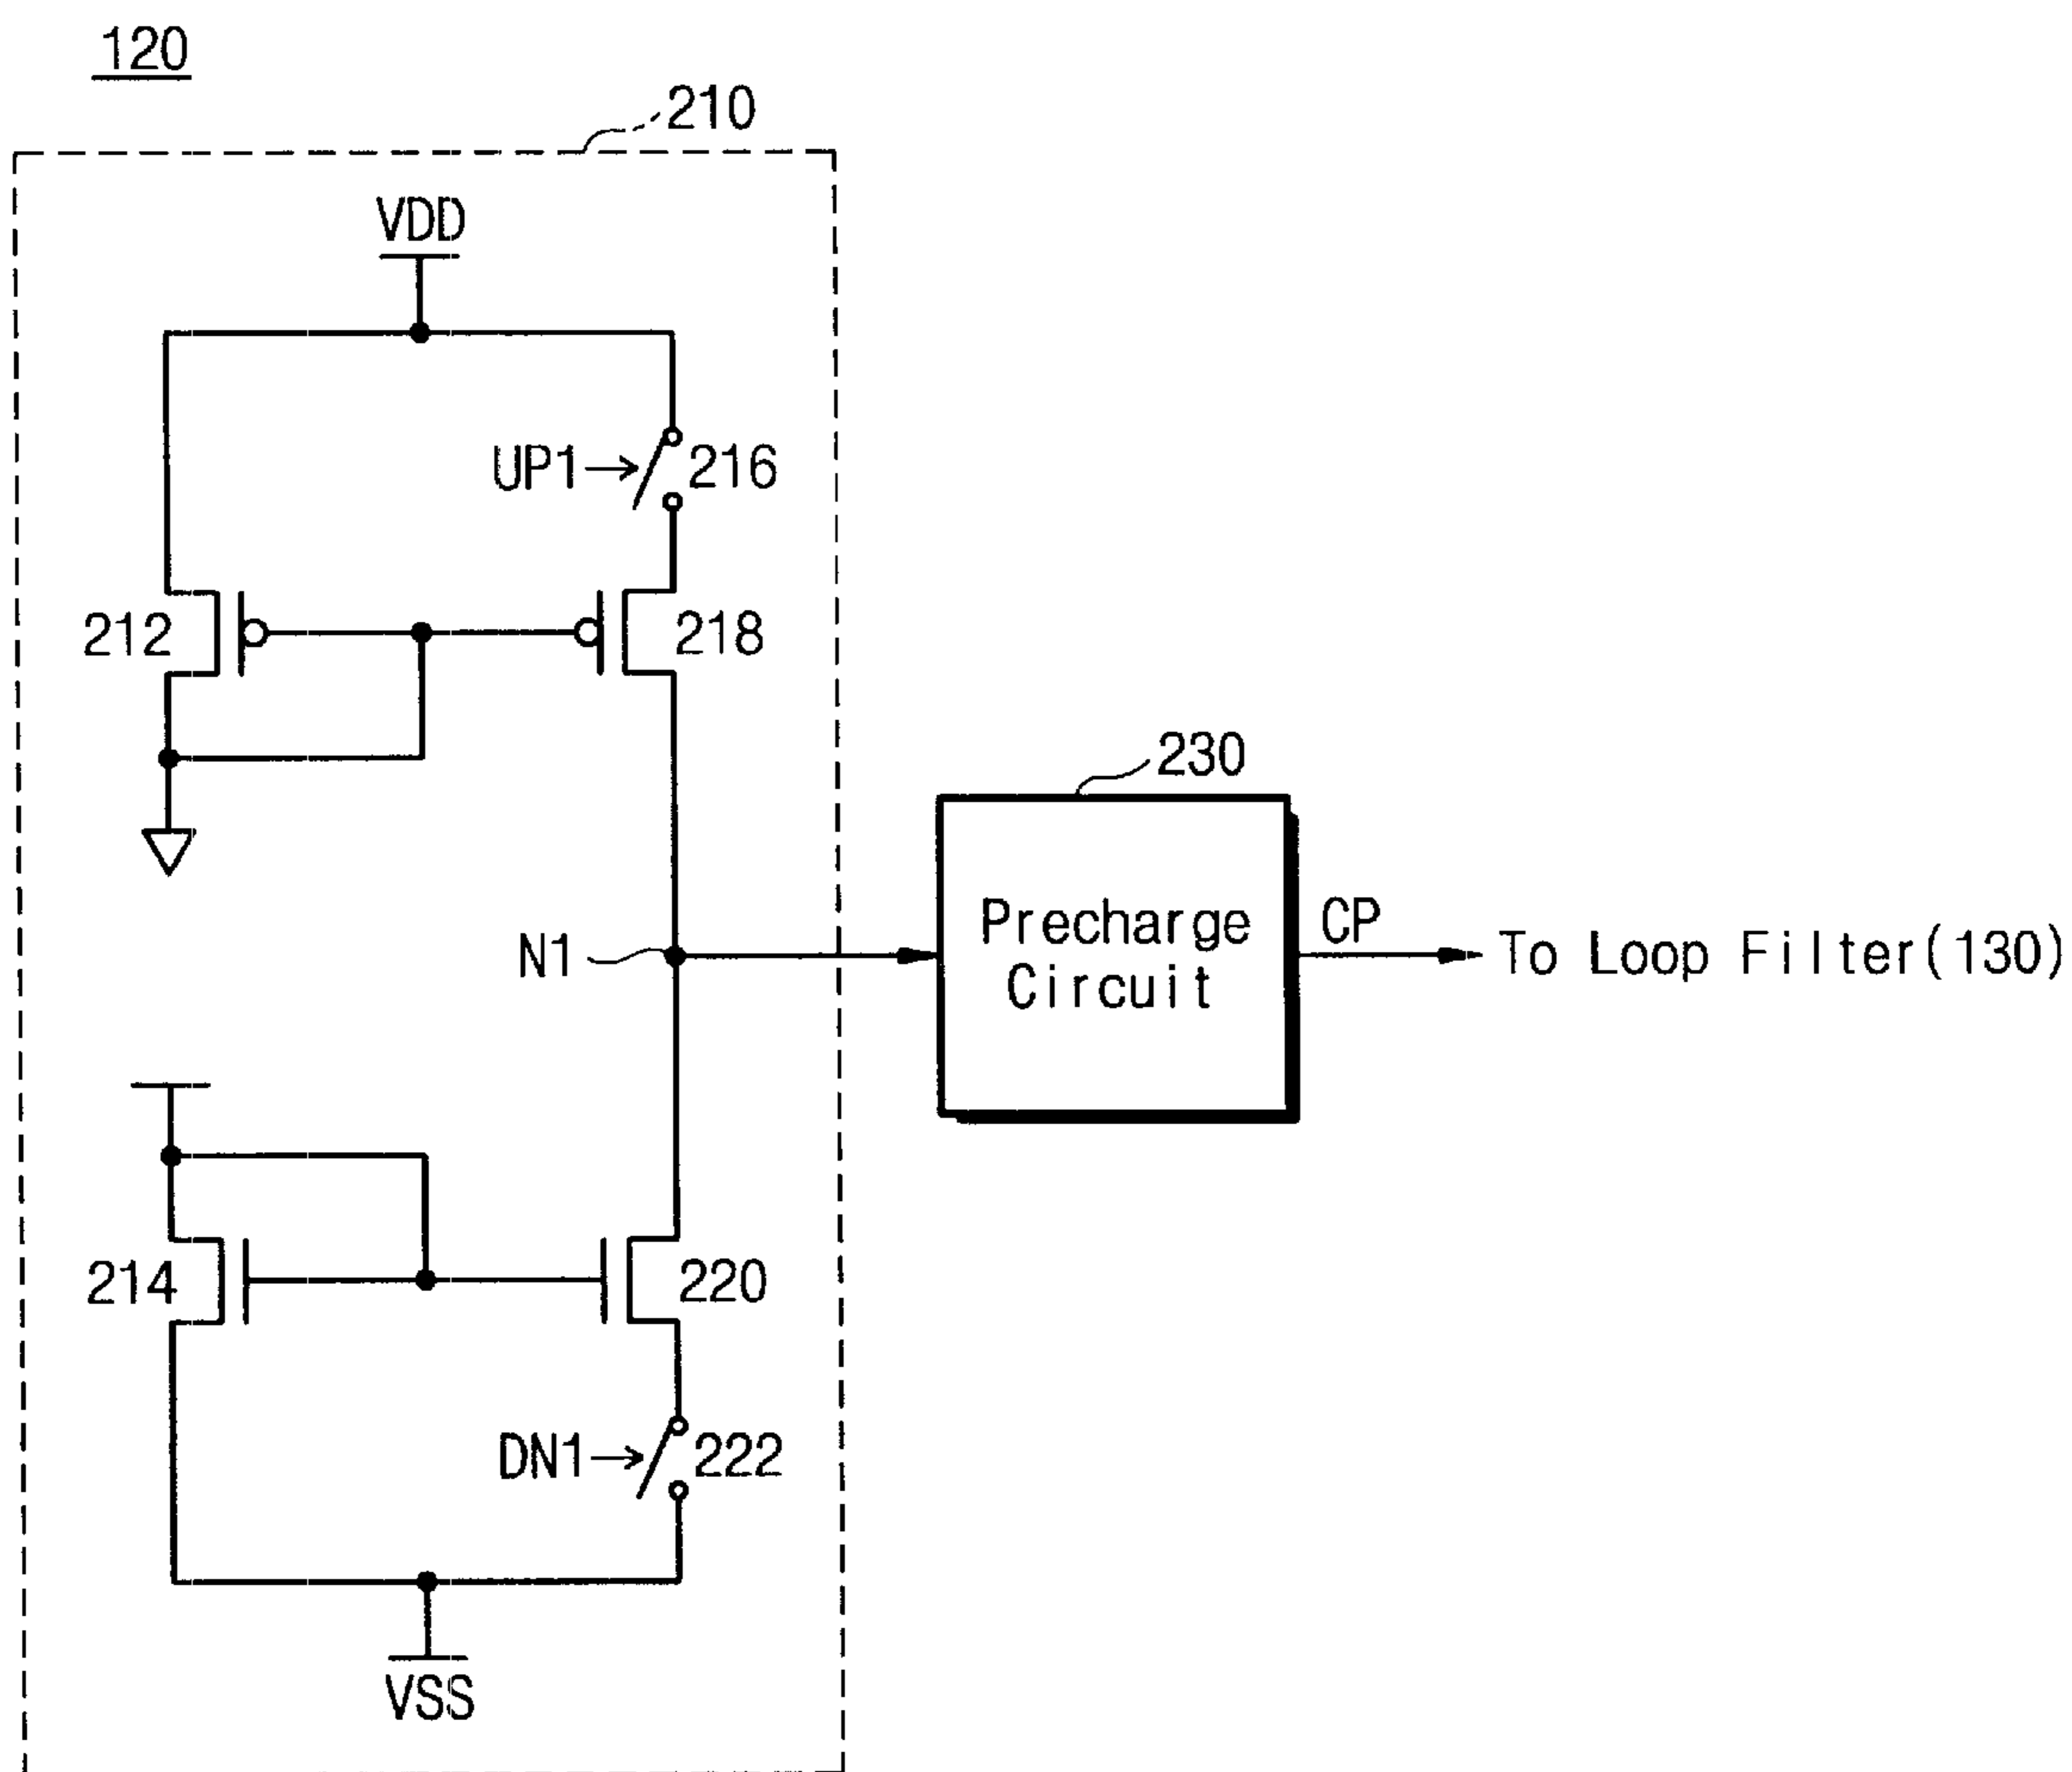 120
210
VDD
UP1
216
212
218
230
Precharge
Circuit
CP
To Loop Filter(130)
N1
214
220
DN1
222
VSS